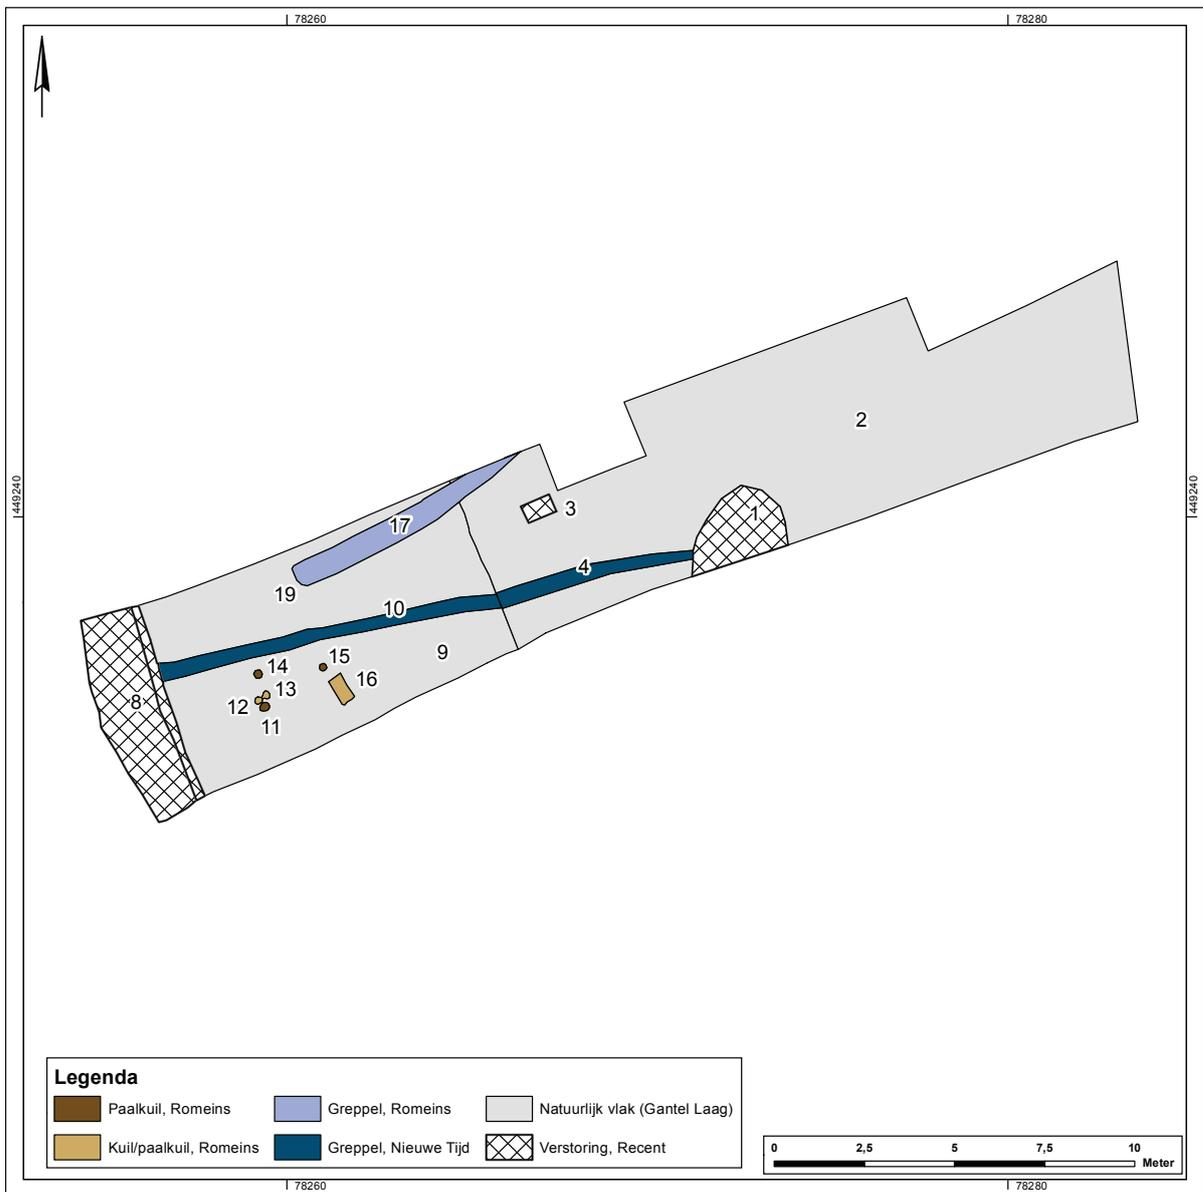 78260
78280
449240
449240
2
3
1
17
4
19
10
15
9
14
16
13
8
12
11
Legenda
Paalkuil, Romeins
Greppel, Romeins
Natuurlijk vlak (Gantel Laag)
Kuil/paalkuil, Romeins
Greppel, Nieuwe Tijd
Verstoring, Recent
0 2,5 5 7,5 10
Meter
78260
78280